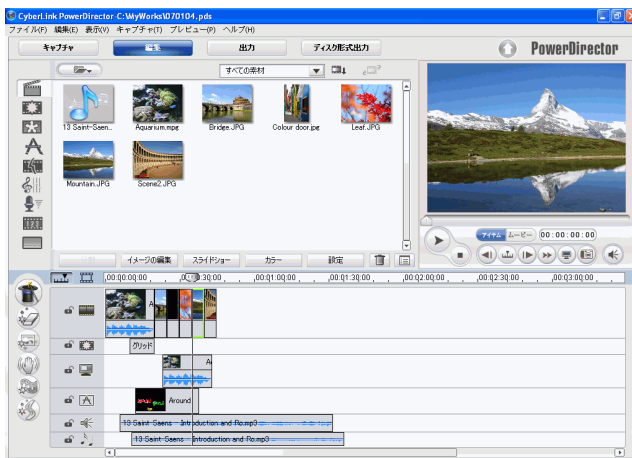 CyberLink PowerDirector-C:¥MyWorks¥070104.pds
ファイル(F) 編集(E) 表示(V) キャプチャ(T) プレビュー(P) ヘルプ(H)
キャプチャ 編集 出力 ディスク形式出力 PowerDirector
すべての素材
13 Saint-Saen... Aquarium.mpg Bridge.JPG Colour door.jpg Leaf.JPG
Mountain.JPG Scene2.JPG
アイテム ムービー 00:00:00:00
イメージの編集 スライドショー カラー 設定
00:00:00:00 00:01:00:00 00:01:30:00 00:02:00:00 00:02:30:00 00:03:00:00
A
グリッド
A
Around
13 Saint-Saens - Introduction and Ro.mp3
13 Saint-Saens - Introduction and Ro.mp3